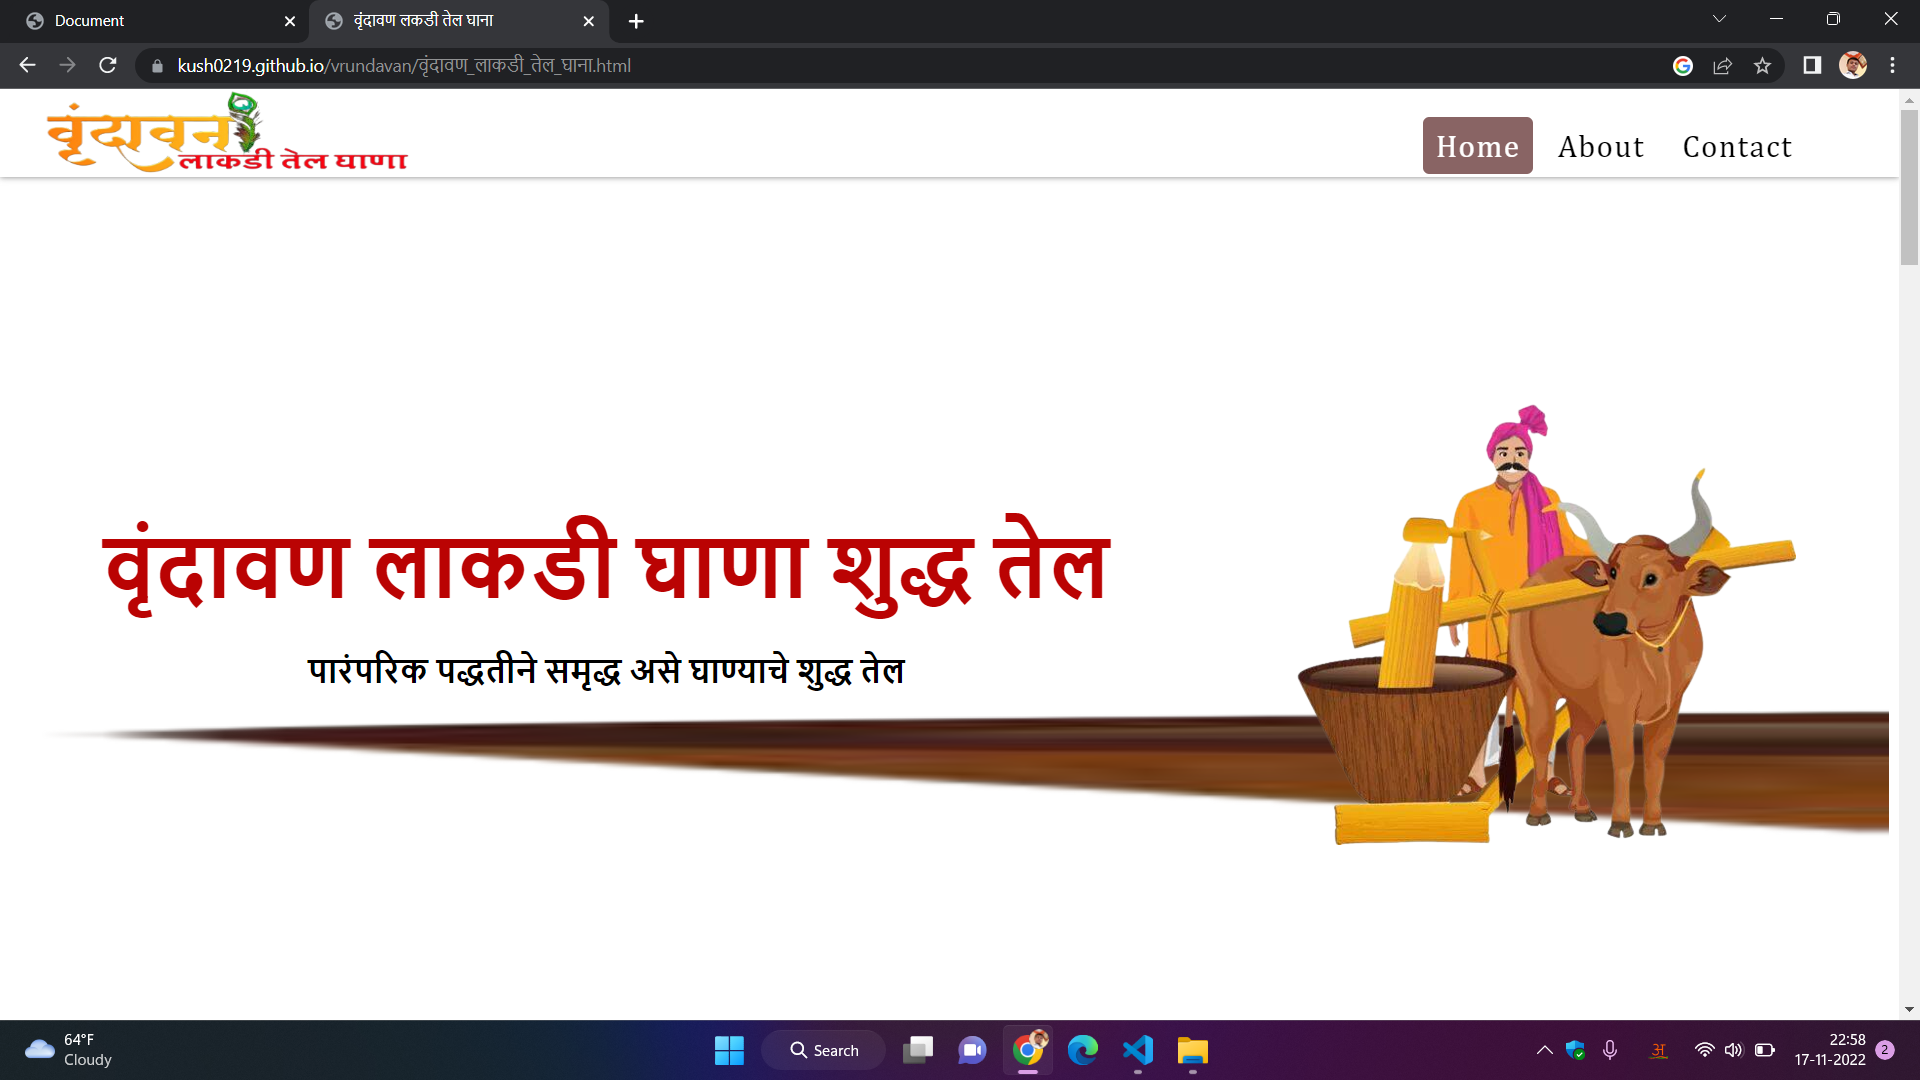 Document
वृंदावण लकडी तेल घाना
kush0219.github.io/vrundavan/वृंदावण_लाकडी_तेल_घाना.html
वृंदावन
लाकडी तेल घाणा
Home About Contact
वृंदावण लाकडी घाणा शुद्ध तेल
पारंपरिक पद्धतीने समृद्ध असे घाण्याचे शुद्ध तेल
64°F
Cloudy
Search
अ
22:58
17-11-2022
2